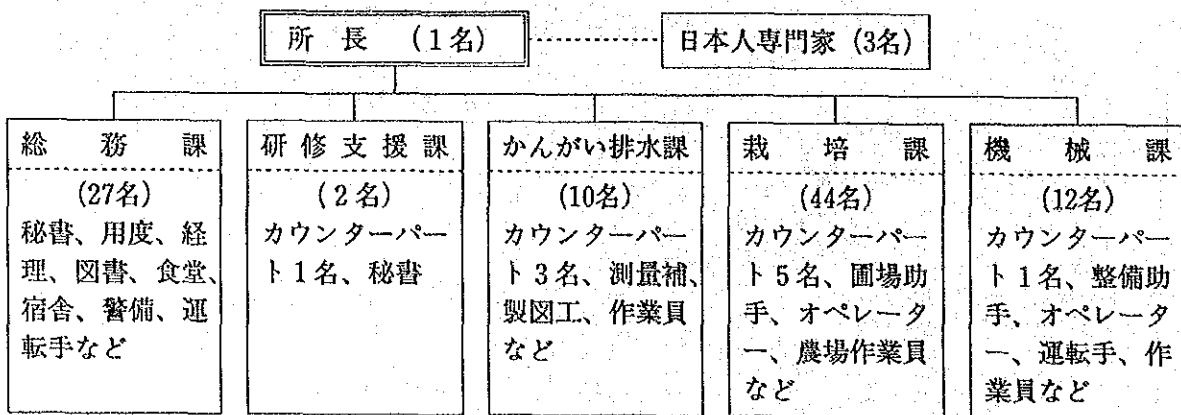 所長 (1名)
日本人専門家 (3名)
総務課
(27名)
秘書、用度、経
理、図書、食堂、
宿舎、警備、運
転手など
研修支援課
(2名)
カウンターパー
ト1名、秘書
かんがい排水課
(10名)
カウンターパー
ト3名、測量補、
製図工、作業員
など
栽培課
(44名)
カウンターパー
ト5名、圃場助
手、オペレータ
ー、農場作業員
など
機械課
(12名)
カウンターパー
ト1名、整備助
手、オペレータ
ー、運転手、作
業員など